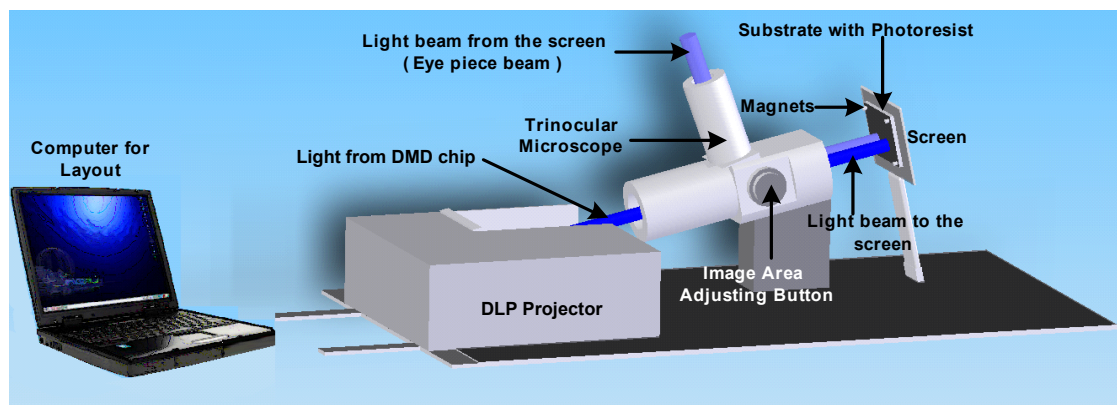 Light beam from the screen
( Eye piece beam )
Substrate with Photoresist
Magnets
Trinocular
Microscope
Screen
Computer for
Layout
Light from DMD chip
Light beam to the
screen
Image Area
Adjusting Button
DLP Projector